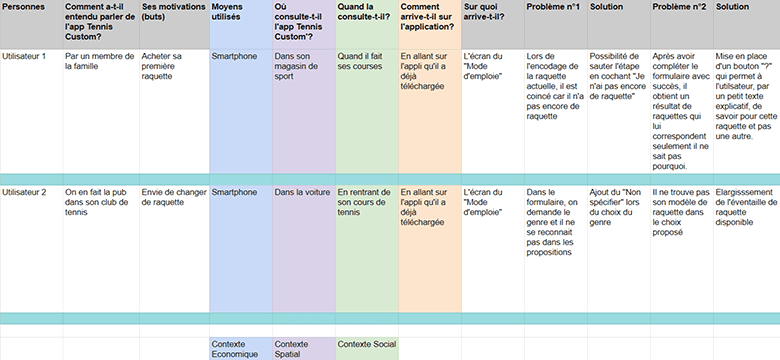 Personnes
Comment a-t-il
entendu parler de
l'app Tennis
Custom?
Ses motivations
(buts)
Moyens
utilisés
Où
consulte-t-il
l'app Tennis
Custom'?
Quand la
consulte-t-il?
Comment
arrive-t-il sur
l'application?
Sur quoi
arrive-t-il?
Problème n°1
Solution
Problème n°2
Solution
Utilisateur 1
Par un membre de
la famille
Acheter sa
première
raquette
Smartphone
Dans son
magasin de
sport
Quand il fait
ses courses
En allant sur
l'appli qu'il a
déjà
téléchargée
L'écran du
"Mode
d'emploie"
Lors de
l'encodage de
la raquette
actuelle, il est
coincé car il n'a
pas encore de
raquette
Possibilité de
sauter l'étape
en cochant "Je
n'ai pas encore
de raquette"
Après avoir
compléter le
formulaire avec
succès, il
obtient un
résultat de
raquettes qui
lui
correspondent
seulement il ne
sait pas
pourquoi.
Mise en place
d'un bouton "?"
qui permet à
l'utilisateur, par
un petit texte
explicatif, de
savoir pour cette
raquette et pas
une autre.
Utilisateur 2
On en fait la pub
dans son club de
tennis
Envie de changer
de raquette
Smartphone
Dans la voiture
En rentrant de
son cours de
tennis
En allant sur
l'appli qu'il a
déjà
téléchargée
L'écran du
"Mode
d'emploie"
Dans le
formulaire, on
demande le
genre et il ne
se reconnait
pas dans les
propositions
Ajout du "Non
spécifier" lors
du choix du
genre
Il ne trouve pas
son modèle de
raquette dans
le choix
proposé
Elargisssement
de l'éventaille de
raquette
disponible
Contexte
Economique
Contexte
Spatial
Contexte Social